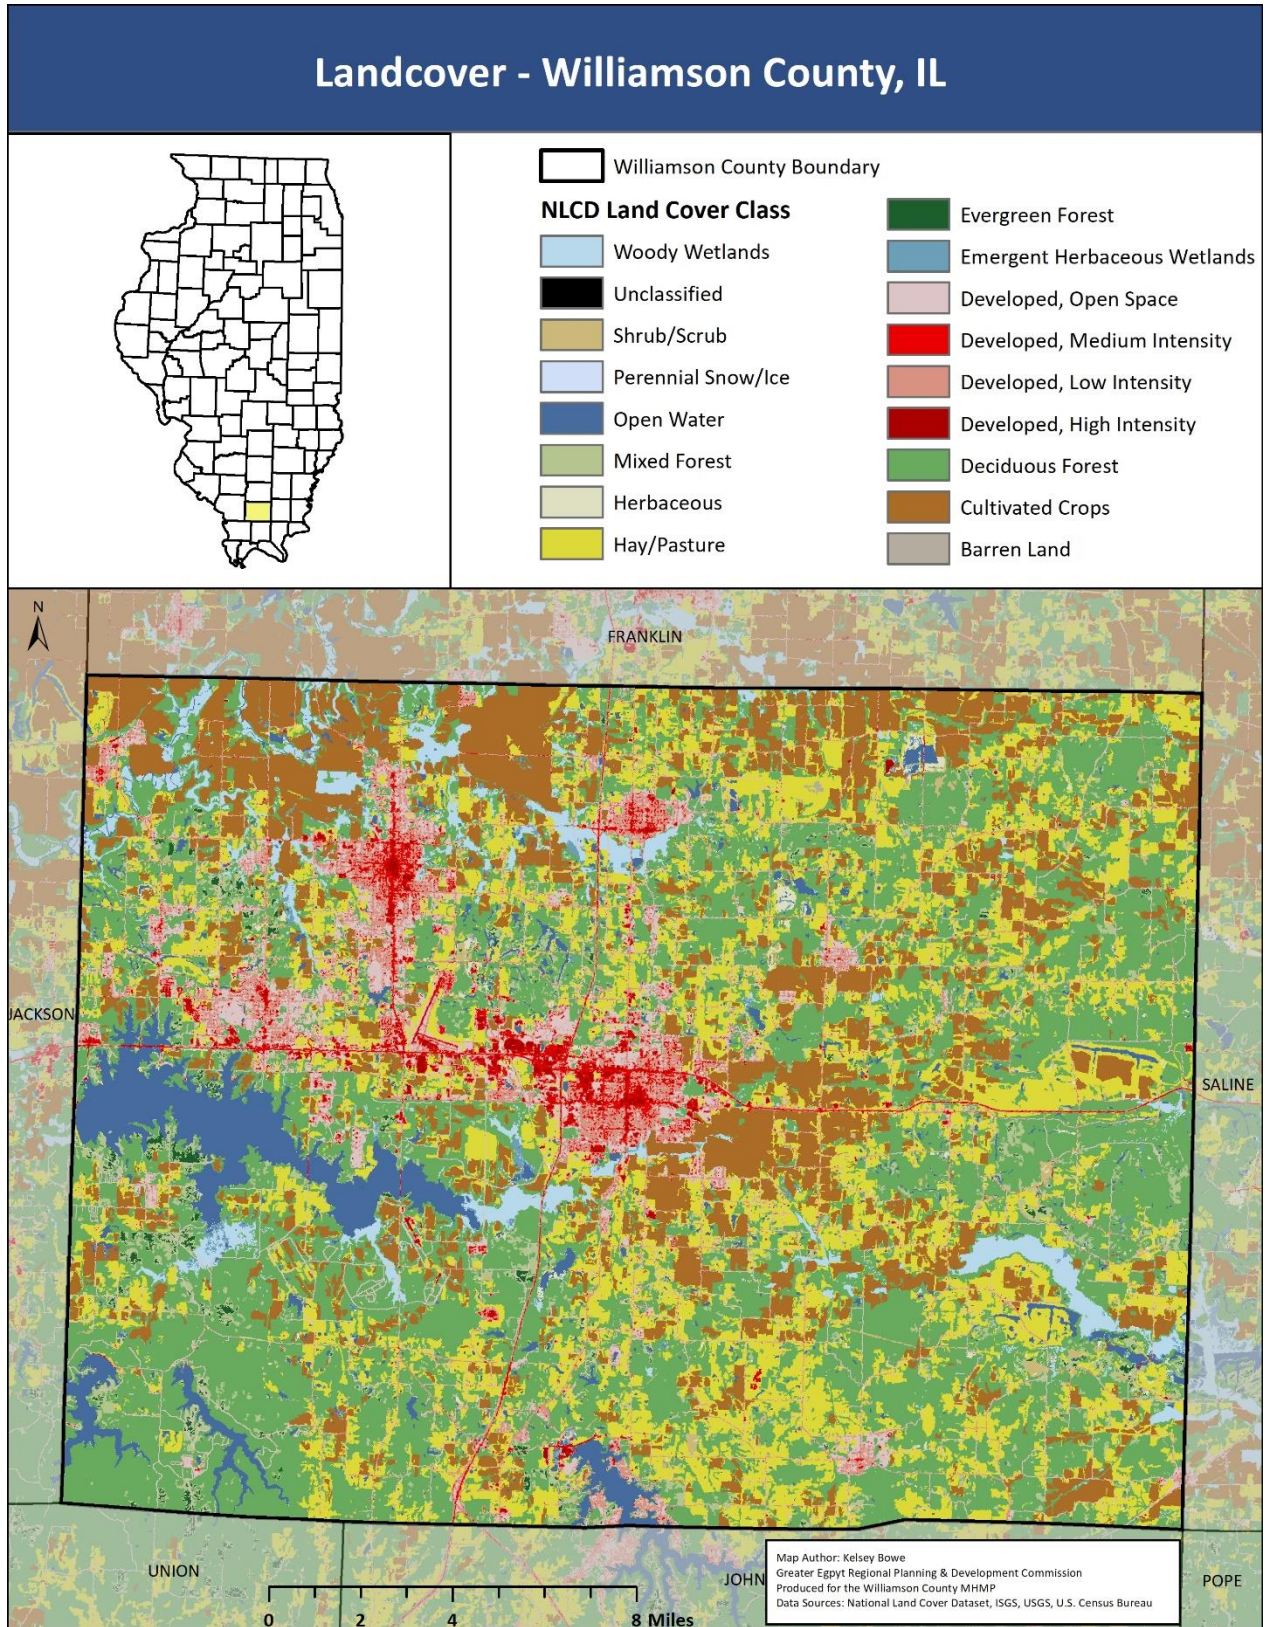 Landcover - Williamson County, IL
Williamson County Boundary
NLCD Land Cover Class
Woody Wetlands
Unclassified
Shrub/Scrub
Perennial Snow/Ice
Open Water
Mixed Forest
Herbaceous
Hay/Pasture
Evergreen Forest
Emergent Herbaceous Wetlands
Developed, Open Space
Developed, Medium Intensity
Developed, Low Intensity
Developed, High Intensity
Deciduous Forest
Cultivated Crops
Barren Land
N
FRANKLIN
JACKSON
SALINE
UNION
JOHN
POPE
0 2 4 8 Miles
Map Author: Kelsey Bowe
Greater Egpyt Regional Planning & Development Commission
Produced for the Williamson County MHMP
Data Sources: National Land Cover Dataset, ISGS, USGS, U.S. Census Bureau